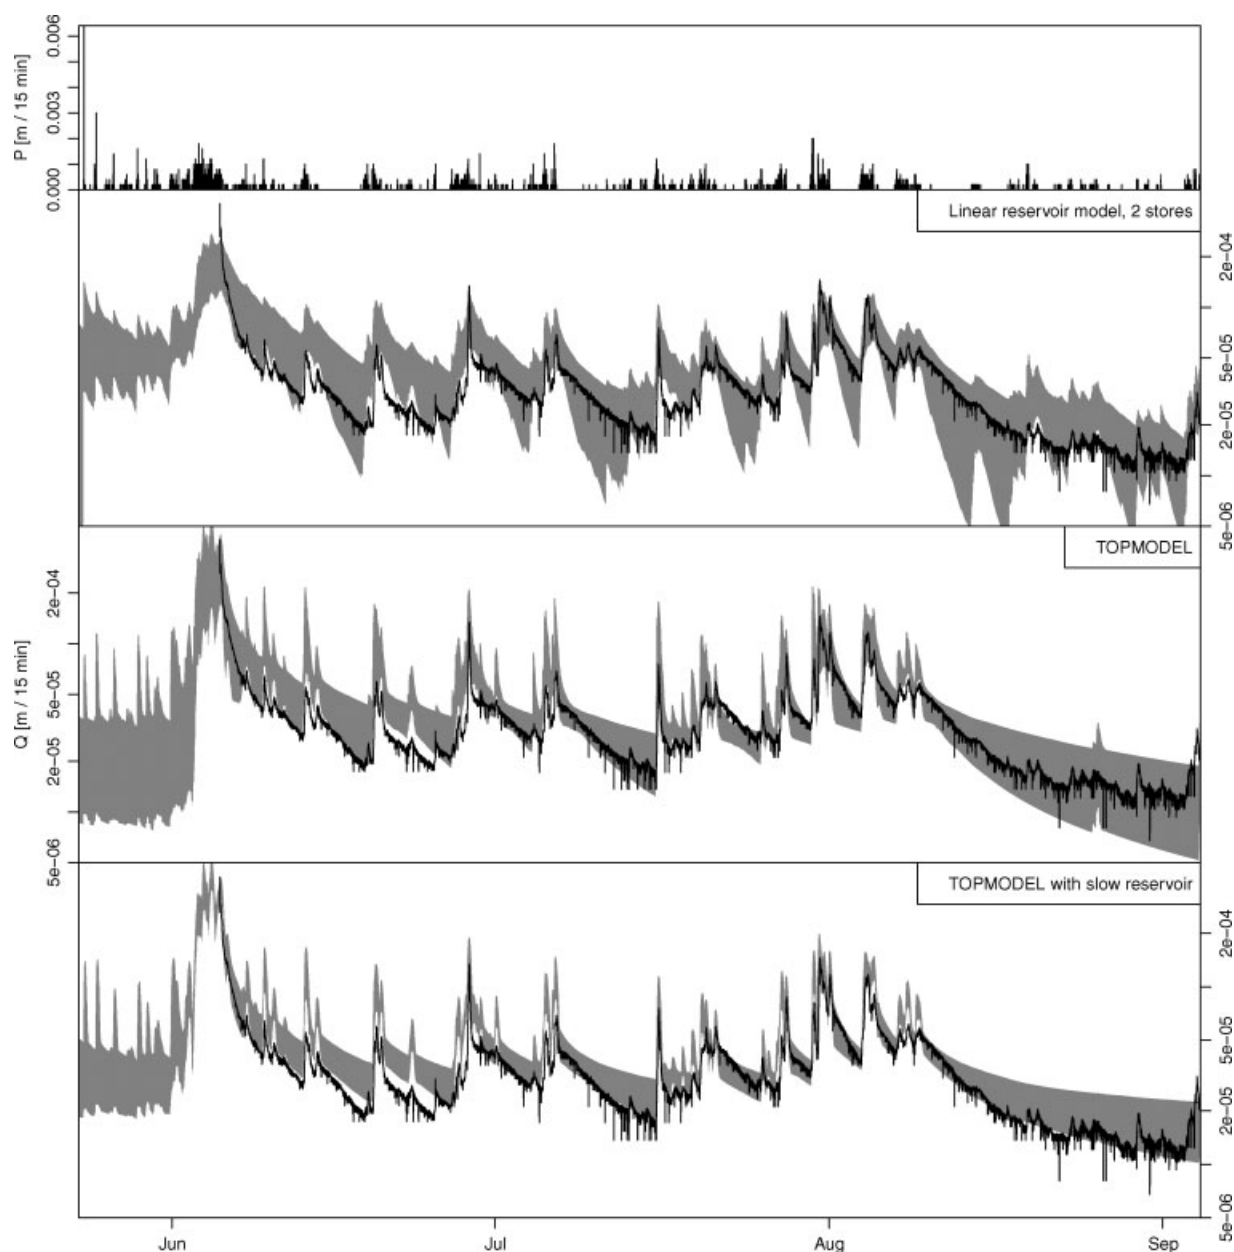 P [m / 15 min]
0.006
0.003
0.000
Linear reservoir model, 2 stores
2e−04
5e−05
2e−05
5e−06
TOPMODEL
Q [m / 15 min]
2e−04
5e−05
2e−05
5e−06
TOPMODEL with slow reservoir
2e−04
5e−05
2e−05
5e−06
Jun
Jul
Aug
Sep